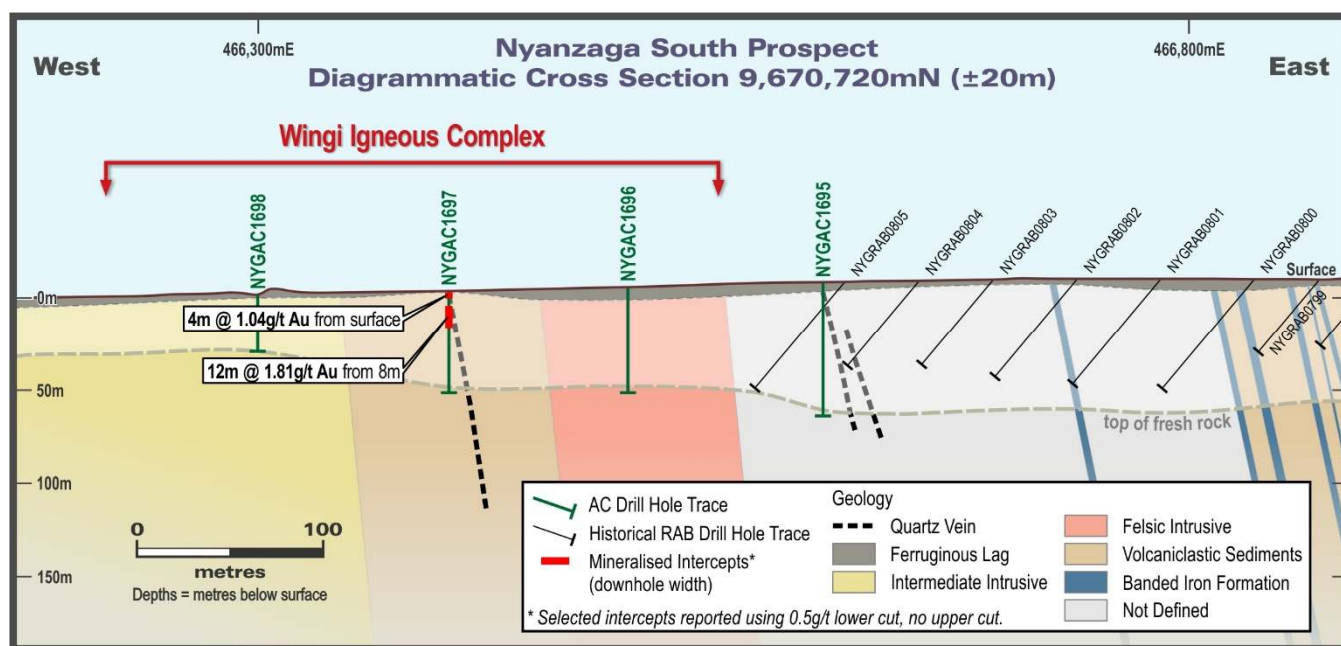 466,300mE
466,800mE
West
Nyanzaga South Prospect
East
Diagrammatic Cross Section 9,670,720mN (±20m)
Wingi Igneous Complex
NYGAC1698
NYGAC1697
NYGAC1696
NYGAC1695
NYGRAB0805
NYGRAB0804
NYGRAB0803
NYGRAB0802
NYGRAB0801
NYGRAB0800
NYGRAB0799
Surface
0m
4m @ 1.04g/t Au from surface
12m @ 1.81g/t Au from 8m
50m
top of fresh rock
100m
150m
0 100
metres
Depths = metres below surface
AC Drill Hole Trace
Historical RAB Drill Hole Trace
Mineralised Intercepts*
(downhole width)
Geology
Quartz Vein
Ferruginous Lag
Intermediate Intrusive
Felsic Intrusive
Volcaniclastic Sediments
Banded Iron Formation
Not Defined
* Selected intercepts reported using 0.5g/t lower cut, no upper cut.